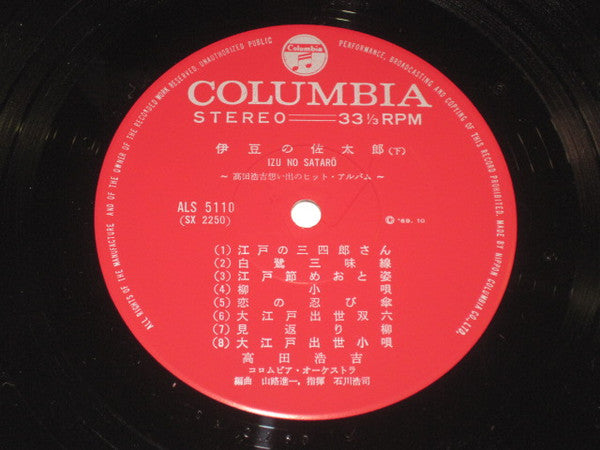 ALL RIGHTS OF THE MANUFACTURE AND OF THE OWNER OF THE RECORDED WORK RESERVED. UNAUTHORIZED PUBLIC PERFORMANCE, BROADCASTING AND COPYING OF THIS RECORD PROHIBITED. MADE BY NIPPON COLUMBIA CO., LTD.
Columbia
COLUMBIA
STEREO 33 1/3 RPM
伊豆の佐太郎(下)
IZU NO SATARŌ
~ 高田浩吉想い出のヒット・アルバム ~
ALS 5110
(SX 2250)
Ⓒ '69. 10
(1) 江戸の三四郎さん
(2) 白鷺三味線
(3) 江戸節めおと姿
(4) 柳小唄
(5) 恋の忍び傘
(6) 大江戸出世双六
(7) 見返り柳
(8) 大江戸出世小唄
高田浩吉
コロムビア・オーケストラ
編曲 山路進一, 指揮 石川浩司